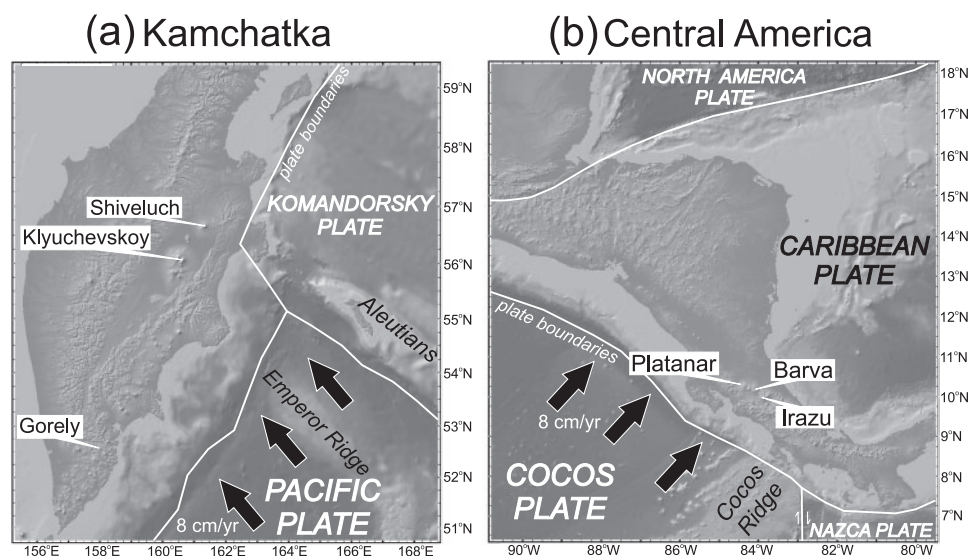 (a) Kamchatka
plate boundaries
KOMANDORSKY
PLATE
Shiveluch
Klyuchevskoy
Aleutians
Emperor Ridge
Gorely
PACIFIC
PLATE
8 cm/yr
59°N
58°N
57°N
56°N
55°N
54°N
53°N
52°N
51°N
156°E
158°E
160°E
162°E
164°E
166°E
168°E
(b) Central America
NORTH AMERICA
PLATE
CARIBBEAN
PLATE
plate boundaries
Platanar
Barva
Irazu
8 cm/yr
COCOS
PLATE
Cocos
Ridge
NAZCA PLATE
18°N
17°N
16°N
15°N
14°N
13°N
12°N
11°N
10°N
9°N
8°N
7°N
90°W
88°W
86°W
84°W
82°W
80°W